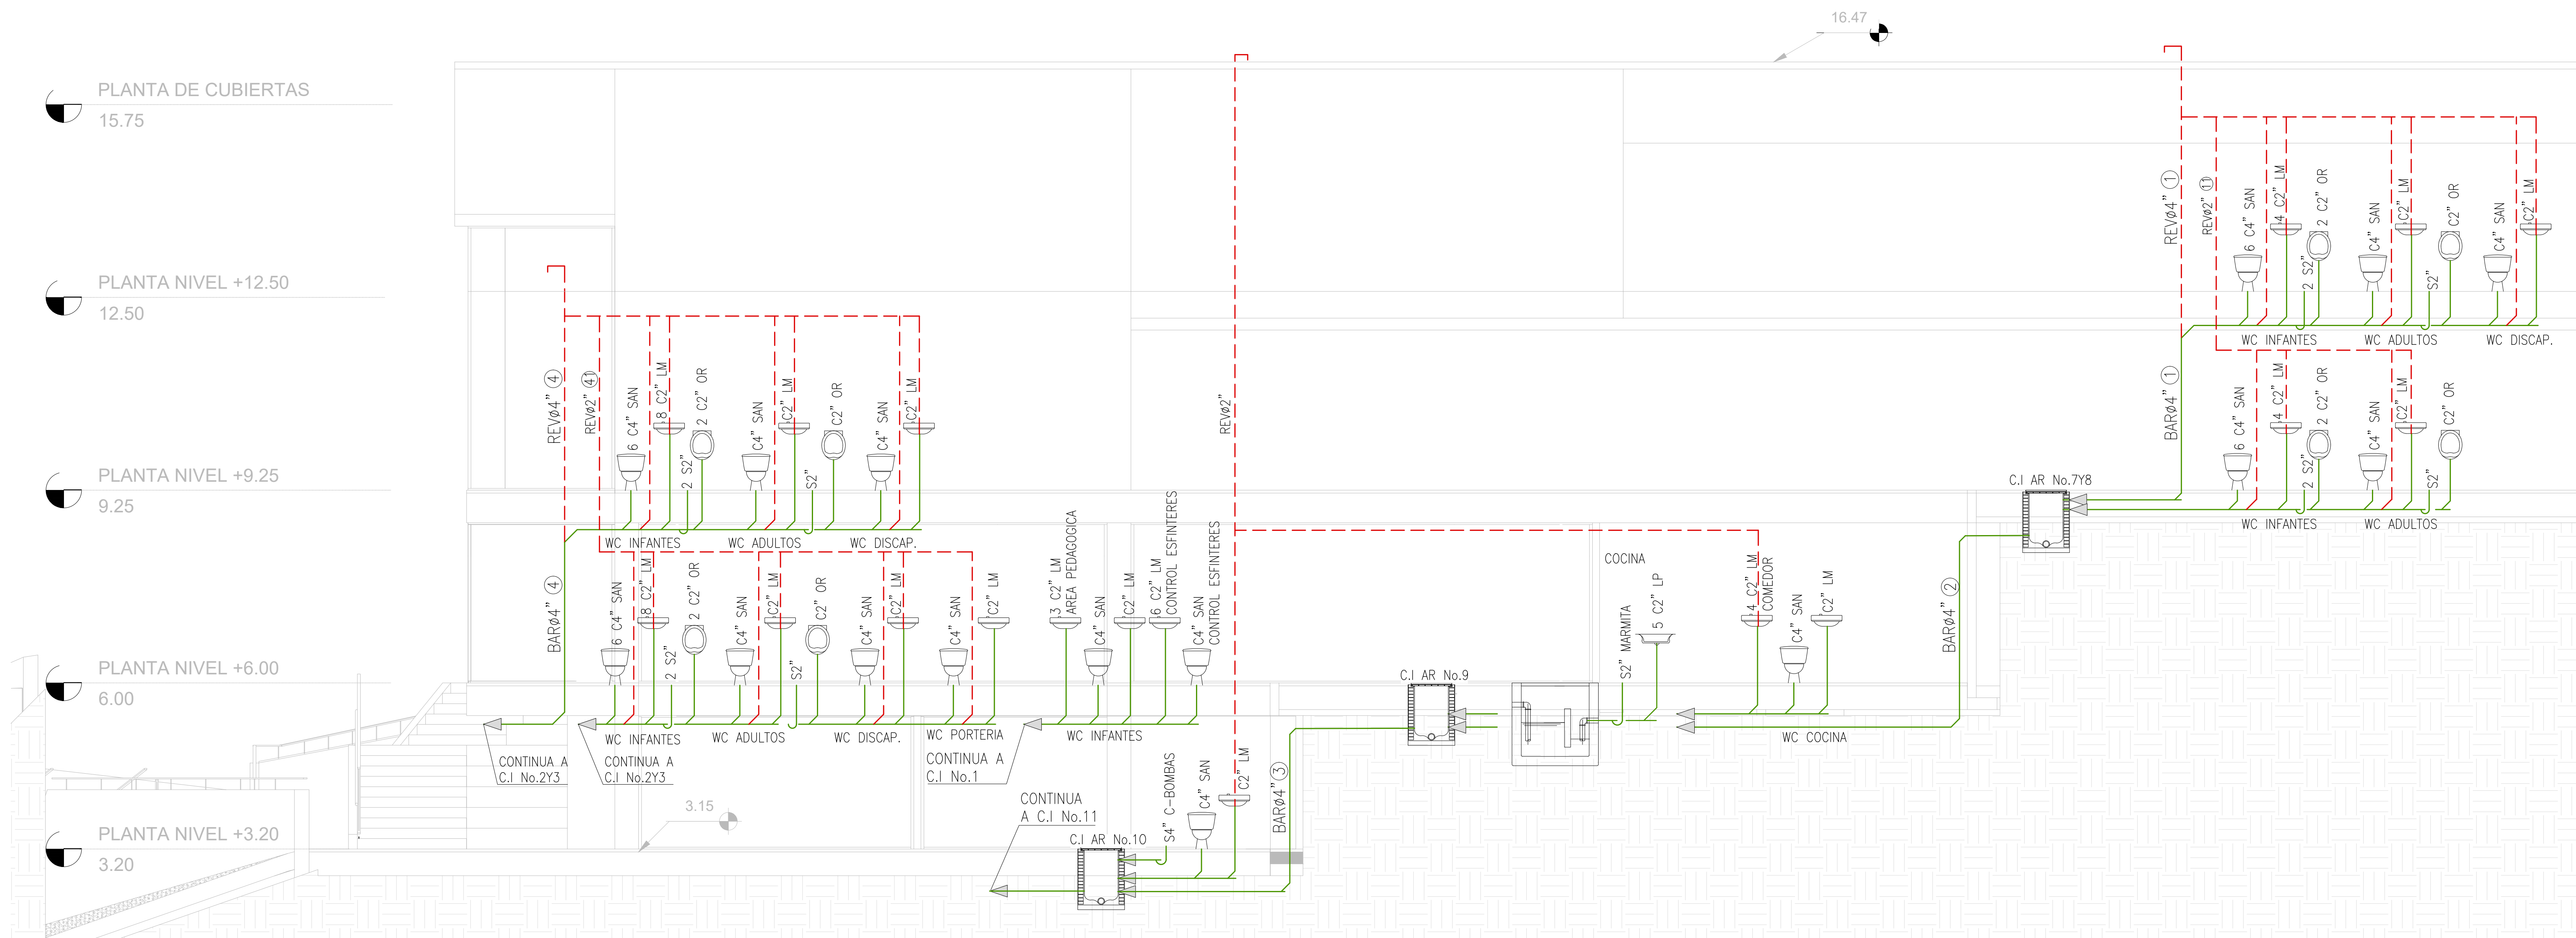 16.47
PLANTA DE CUBIERTAS
15.75
PLANTA NIVEL +12.50
12.50
PLANTA NIVEL +9.25
9.25
PLANTA NIVEL +6.00
6.00
PLANTA NIVEL +3.20
3.20
3.15
REVø4" 4
REVø2" 41
6 C4" SAN
8 C2" LM
2 S2"
2 C2" OR
C4" SAN
C2" LM
S2"
C2" OR
C4" SAN
C2" LM
WC INFANTES
WC ADULTOS
WC DISCAP.
BARø4" 4
6 C4" SAN
8 C2" LM
2 S2"
2 C2" OR
C4" SAN
C2" LM
S2"
C2" OR
C4" SAN
C2" LM
C4" SAN
C2" LM
WC INFANTES
WC ADULTOS
WC DISCAP.
WC PORTERIA
CONTINUA A
C.I No.2Y3
CONTINUA A
C.I No.2Y3
3 C2" LM
AREA PEDAGOGICA
C4" SAN
C2" LM
6 C2" LM
CONTROL ESFINTERES
C4" SAN
CONTROL ESFINTERES
WC INFANTES
CONTINUA A
C.I No.1
REVø2"
CONTINUA
A C.I No.11
C.I AR No.10
S4" C-BOMBAS
C4" SAN
C2" LM
BARø4" 3
C.I AR No.9
COCINA
S2" MARMITA
5 C2" LP
4 C2" LM
COMEDOR
C4" SAN
C2" LM
WC COCINA
BARø4" 2
C.I AR No.7Y8
REVø4" 1
REVø2" 11
6 C4" SAN
4 C2" LM
2 S2"
2 C2" OR
C4" SAN
C2" LM
S2"
C2" OR
C4" SAN
C2" LM
WC INFANTES
WC ADULTOS
WC DISCAP.
BARø4" 1
6 C4" SAN
4 C2" LM
2 S2"
2 C2" OR
C4" SAN
C2" LM
S2"
C2" OR
WC INFANTES
WC ADULTOS